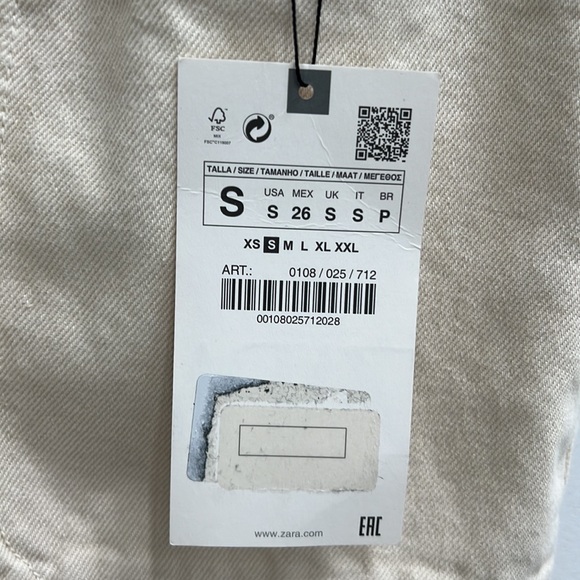 FSC
MIX
TALLA / SIZE / TAMANHO / TAILLE / MAAT / ΜΕΓΕΘΟΣ
S
USA MEX UK IT BR
S 26 S S P
XS S M L XL XXL
ART.: 0108 / 025 / 712
00108025712028
www.zara.com
EAC